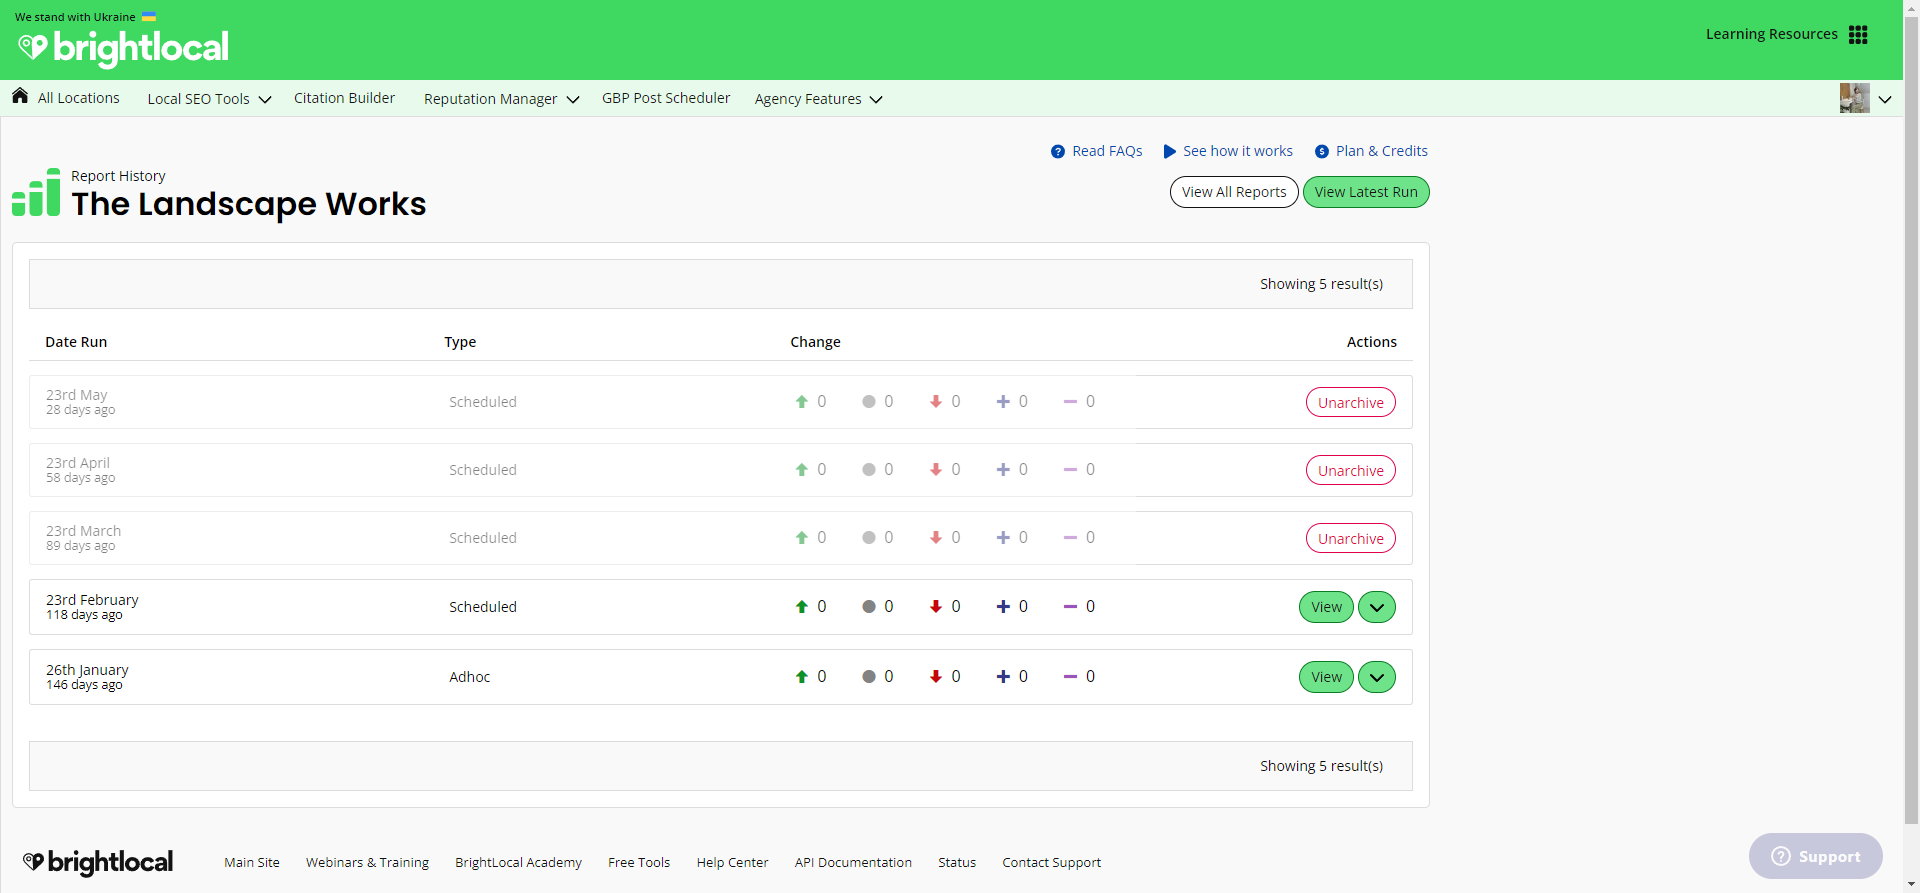 We stand with Ukraine
brightlocal
Learning Resources
All Locations
Local SEO Tools
Citation Builder
Reputation Manager
GBP Post Scheduler
Agency Features
Read FAQs
See how it works
Plan & Credits
Report History
The Landscape Works
View All Reports
View Latest Run
Showing 5 result(s)
Date Run Type Change Actions
23rd May
28 days ago
Scheduled 0 0 0 0 0 Unarchive
23rd April
58 days ago
Scheduled 0 0 0 0 0 Unarchive
23rd March
89 days ago
Scheduled 0 0 0 0 0 Unarchive
23rd February
118 days ago
Scheduled 0 0 0 0 0 View
26th January
146 days ago
Adhoc 0 0 0 0 0 View
Showing 5 result(s)
brightlocal
Main Site
Webinars & Training
BrightLocal Academy
Free Tools
Help Center
API Documentation
Status
Contact Support
Support